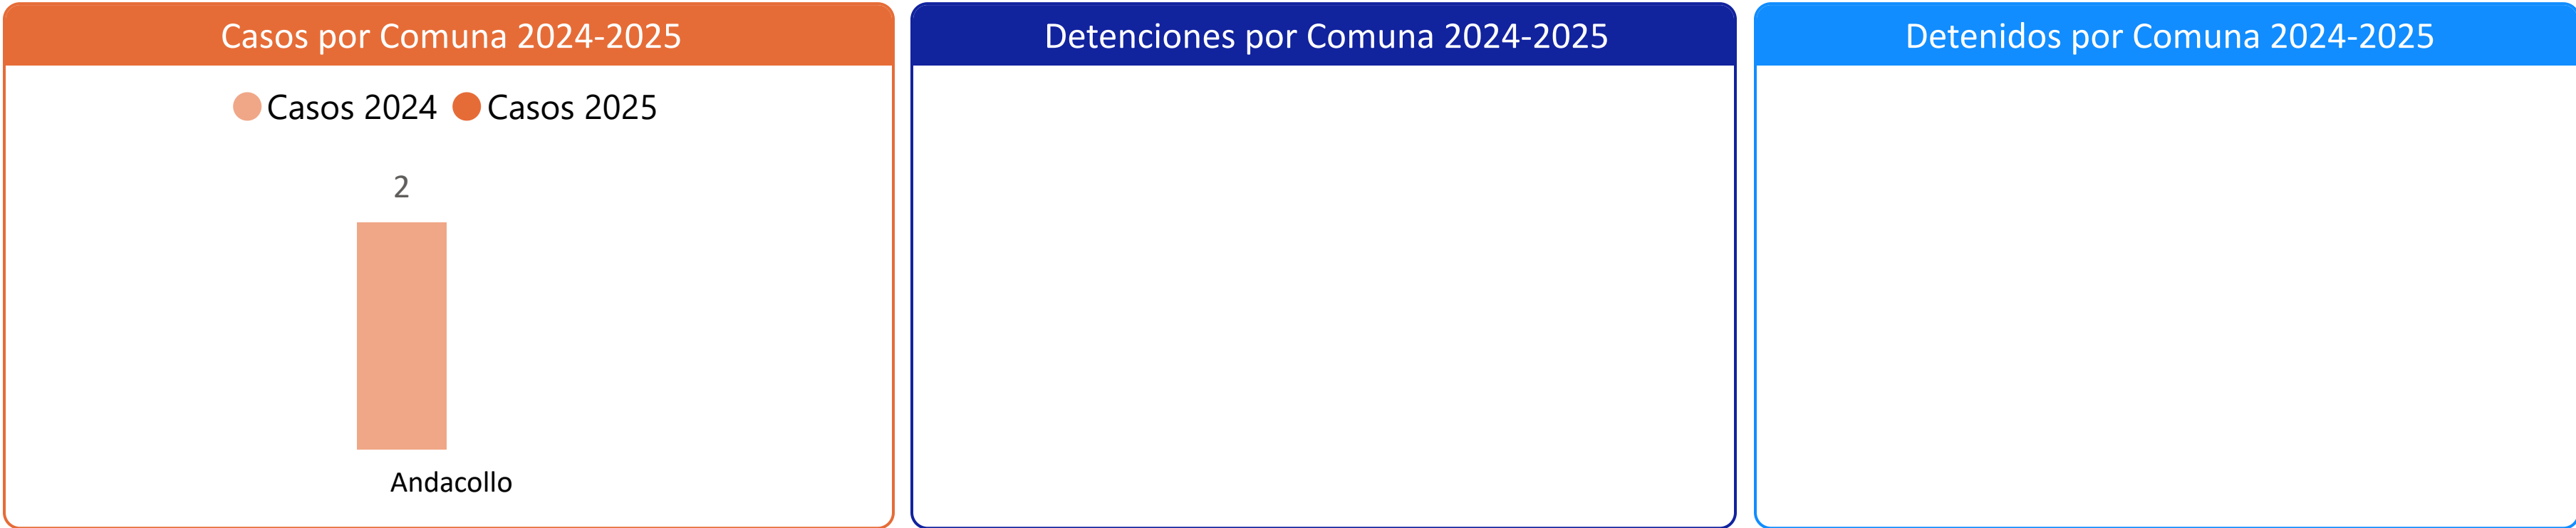 Casos por Comuna 2024-2025
Casos 2024 Casos 2025
2
Andacollo
Detenciones por Comuna 2024-2025
Detenidos por Comuna 2024-2025